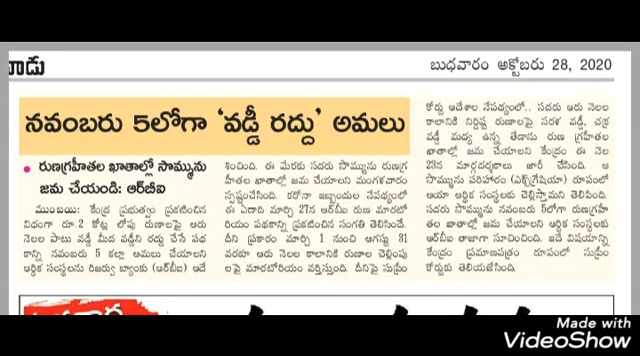 నాడు
బుధవారం అక్టోబరు 28, 2020
నవంబరు 5లోగా 'వడ్డీ రద్దు' అమలు
● రుణగ్రహీతల ఖాతాల్లో సొమ్మును
జమ చేయండి: ఆర్‌బీఐ
ముంబయి: కేంద్ర ప్రభుత్వం ప్రకటించిన
విధంగా రూ.2 కోట్ల లోపు రుణాలపై ఆరు
నెలల పాటు వడ్డీ మీద వడ్డీని రద్దు చేసే పథ
కాన్ని నవంబరు 5 కల్లా అమలు చేయాలని
ఆర్థిక సంస్థలను రిజర్వు బ్యాంకు (ఆర్‌బీఐ) ఆదే
శించింది. ఈ మేరకు సదరు సొమ్మును రుణగ్ర
హీతల ఖాతాల్లో జమ చేయాలని మంగళవారం
స్పష్టంచేసింది. కరోనా ఇబ్బందుల నేపథ్యంలో
ఈ ఏడాది మార్చి 27న ఆర్‌బీఐ రుణ మారటో
రియం పథకాన్ని ప్రకటించిన సంగతి తెలిసిందే.
దీని ప్రకారం మార్చి 1 నుంచి ఆగస్టు 31
వరకూ ఆరు నెలల కాలానికి రుణాల చెల్లింపు
లపై మారటోరియం వర్తిస్తుంది. దీనిపై సుప్రీం
కోర్టు ఆదేశాల నేపథ్యంలో.. సదరు ఆరు నెలల
కాలానికి నిర్దిష్ట రుణాలపై సరళ వడ్డీ, చక్ర
వడ్డీ మధ్య ఉన్న తేడాను రుణ గ్రహీతల
ఖాతాల్లో జమ చేయాలని కేంద్రం ఈ నెల
23న మార్గదర్శకాలు జారీ చేసింది. ఆ
సొమ్మును పరిహారం (ఎక్స్‌గ్రేషియా) రూపంలో
ఆయా ఆర్థిక సంస్థలకు చెల్లిస్తామని తెలిపింది.
సదరు సొమ్మును నవంబరు 5లోగా రుణగ్రహీ
తల ఖాతాల్లో జమ చేయాలని ఆర్థిక సంస్థలకు
ఆర్‌బీఐ తాజాగా సూచించింది. ఇదే విషయాన్ని
కేంద్రం ప్రమాణపత్రం రూపంలో సుప్రీం
కోర్టుకు తెలియజేసింది.
Made with
VideoShow